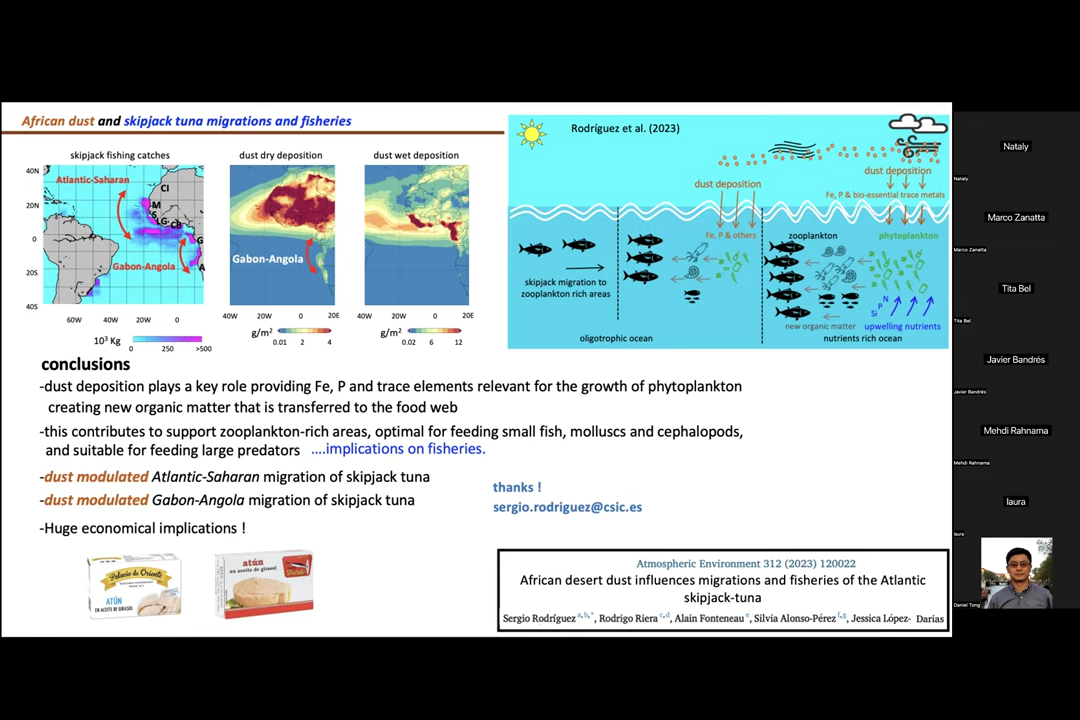 African dust and skipjack tuna migrations and fisheries
skipjack fishing catches
dust dry deposition
dust wet deposition
40N
20N
0
20S
40S
Atlantic-Saharan
CI
M
S
LG
CB
G
A
Gabon-Angola
60W 40W 20W 0
10³ Kg
0 250 >500
Gabon-Angola
40W 20W 0 20E
g/m²
0.01 2 4
40W 20W 0 20E
g/m²
0.02 6 12
Rodríguez et al. (2023)
dust deposition
Fe, P & bio-essential trace metals
dust deposition
Fe, P & others
zooplankton
phytoplankton
skipjack migration to
zooplankton rich areas
N
P
Si
new organic matter
upwelling nutrients
oligotrophic ocean
nutrients rich ocean
conclusions
-dust deposition plays a key role providing Fe, P and trace elements relevant for the growth of phytoplankton
creating new organic matter that is transferred to the food web
-this contributes to support zooplankton-rich areas, optimal for feeding small fish, molluscs and cephalopods,
and suitable for feeding large predators ....implications on fisheries.
-dust modulated Atlantic-Saharan migration of skipjack tuna
-dust modulated Gabon-Angola migration of skipjack tuna
-Huge economical implications !
thanks !
sergio.rodriguez@csic.es
Palacio de Oriente
ATÚN
EN ACEITE DE GIRASOL
atún
en aceite de girasol
Atmospheric Environment 312 (2023) 120022
African desert dust influences migrations and fisheries of the Atlantic
skipjack-tuna
Sergio Rodríguez a,b,*, Rodrigo Riera c,d, Alain Fonteneau e, Silvia Alonso-Pérez f,g, Jessica López- Darias
Nataly
Nataly
Marco Zanatta
Marco Zanatta
Tita Bel
Tita Bel
Javier Bandrés
Javier Bandrés
Mehdi Rahnama
Mehdi Rahnama
laura
laura
Daniel Tong